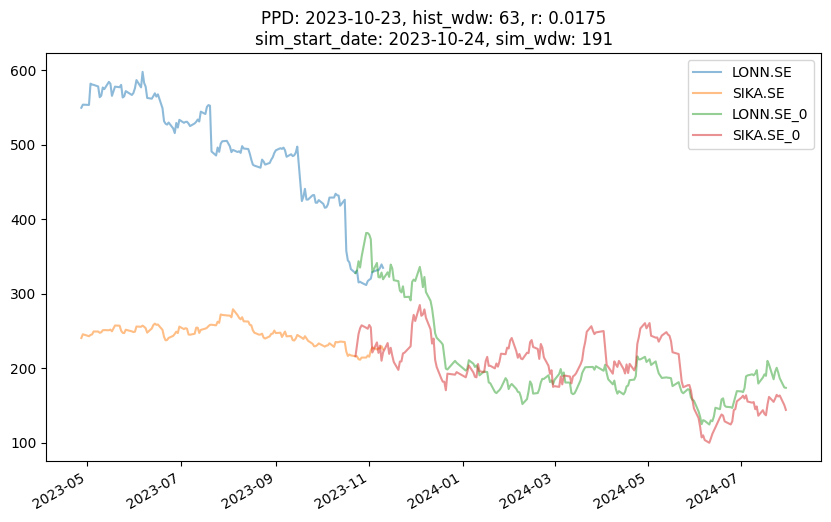 PPD: 2023-10-23, hist_wdw: 63, r: 0.0175
sim_start_date: 2023-10-24, sim_wdw: 191
LONN.SE
SIKA.SE
LONN.SE_0
SIKA.SE_0
600
500
400
300
200
100
2023-05
2023-07
2023-09
2023-11
2024-01
2024-03
2024-05
2024-07